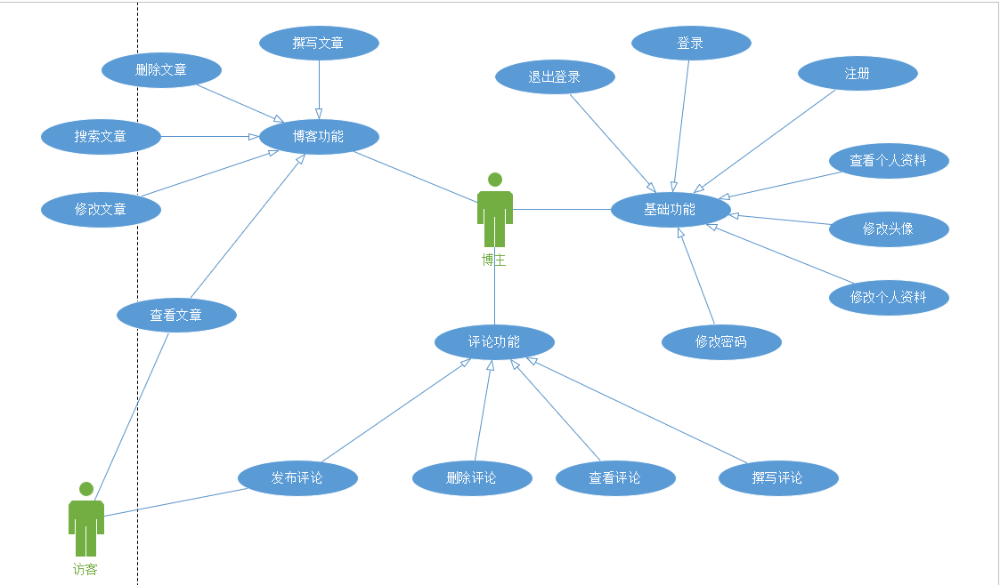 撰写文章
登录
删除文章
退出登录
注册
搜索文章
博客功能
查看个人资料
修改文章
基础功能
修改头像
博主
修改个人资料
查看文章
评论功能
修改密码
发布评论
删除评论
查看评论
撰写评论
访客